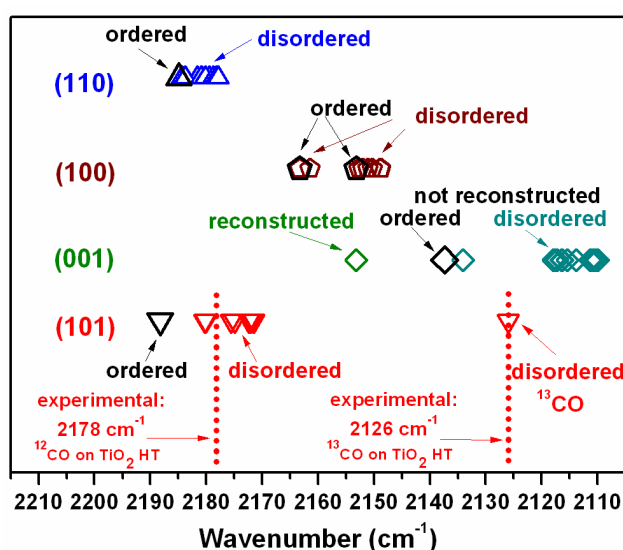 ordered
disordered
(110)
ordered
disordered
(100)
not reconstructed
reconstructed
ordered
disordered
(001)
(101)
ordered
disordered
disordered
¹³CO
experimental:
2178 cm⁻¹
¹²CO on TiO₂ HT
experimental:
2126 cm⁻¹
¹³CO on TiO₂ HT
2210 2200 2190 2180 2170 2160 2150 2140 2130 2120 2110
Wavenumber (cm⁻¹)